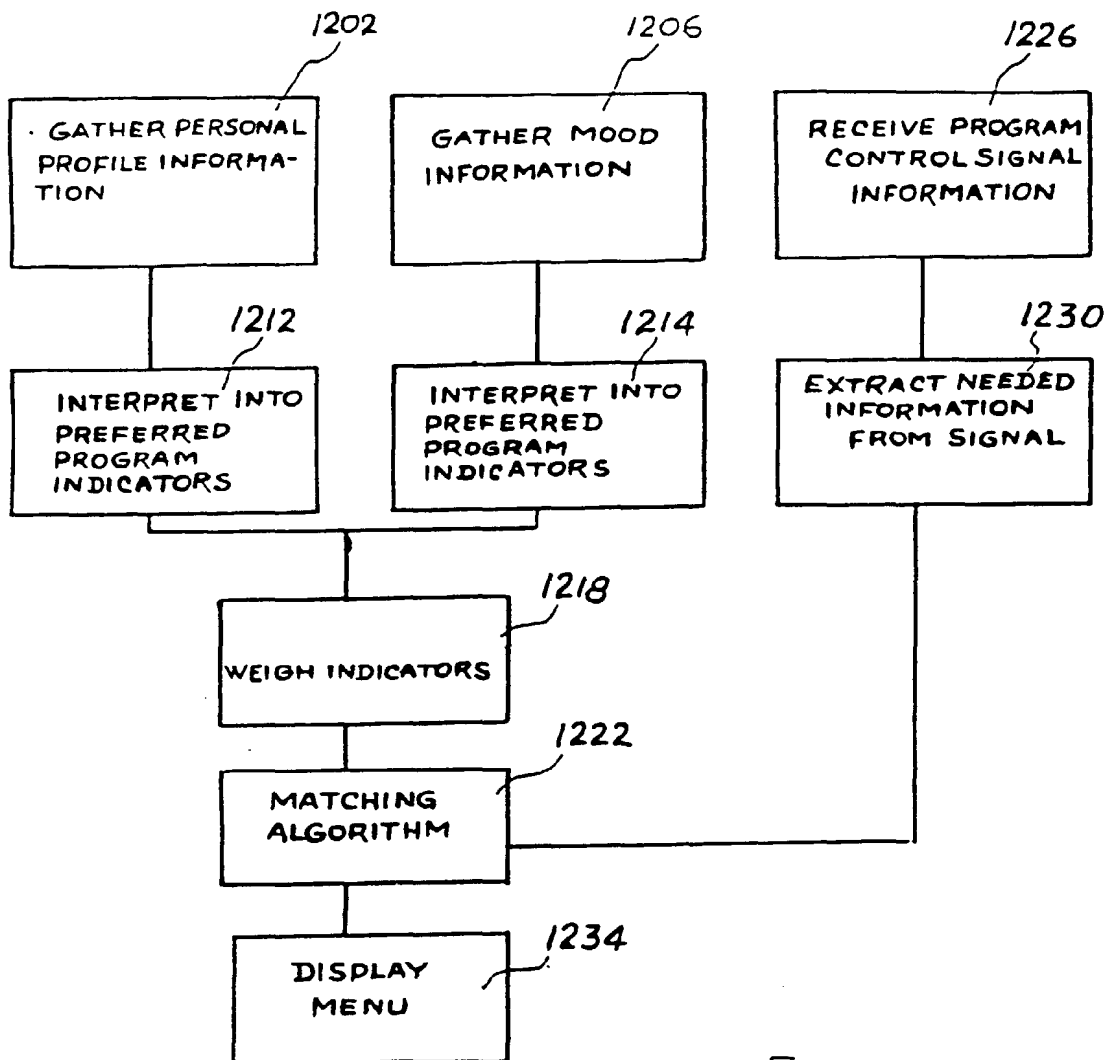 1202
1206
1226
· GATHER PERSONAL
PROFILE INFORMA-
TION
GATHER MOOD
INFORMATION
RECEIVE PROGRAM
CONTROL SIGNAL
INFORMATION
1212
1214
1230
INTERPRET INTO
PREFERRED
PROGRAM
INDICATORS
INTERPRET INTO
PREFERRED
PROGRAM
INDICATORS
EXTRACT NEEDED
INFORMATION
FROM SIGNAL
1218
WEIGH INDICATORS
1222
MATCHING
ALGORITHM
1234
DISPLAY
MENU